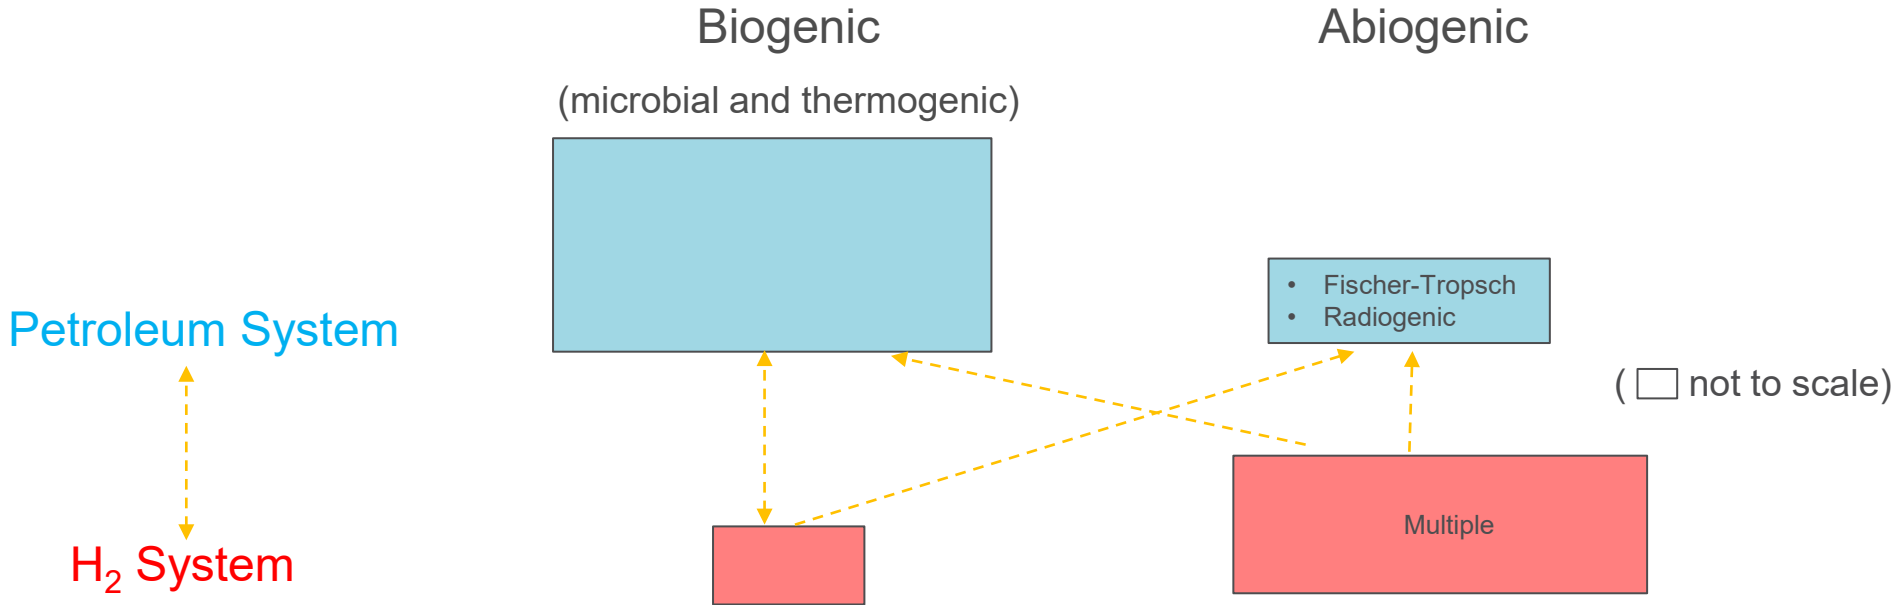 Biogenic
Abiogenic
(microbial and thermogenic)
• Fischer-Tropsch
• Radiogenic
Petroleum System
( not to scale)
Multiple
H₂ System